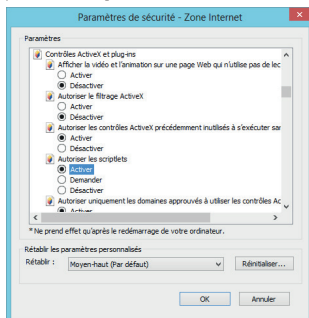 Paramètres de sécurité - Zone Internet
Paramètres
Contrôles ActiveX et plug-ins
Afficher la vidéo et l'animation sur une page Web qui n'utilise pas de lec
Activer
Désactiver
Autoriser le filtrage ActiveX
Activer
Désactiver
Autoriser les contrôles ActiveX précédemment inutilisés à s'exécuter sar
Activer
Désactiver
Autoriser les scriptlets
Activer
Demander
Désactiver
Autoriser uniquement les domaines approuvés à utiliser les contrôles Ac
Activer
* Ne prend effet qu'après le redémarrage de votre ordinateur.
Rétablir les paramètres personnalisés
Rétablir : Moyen-haut (Par défaut) Réinitialiser...
OK Annuler